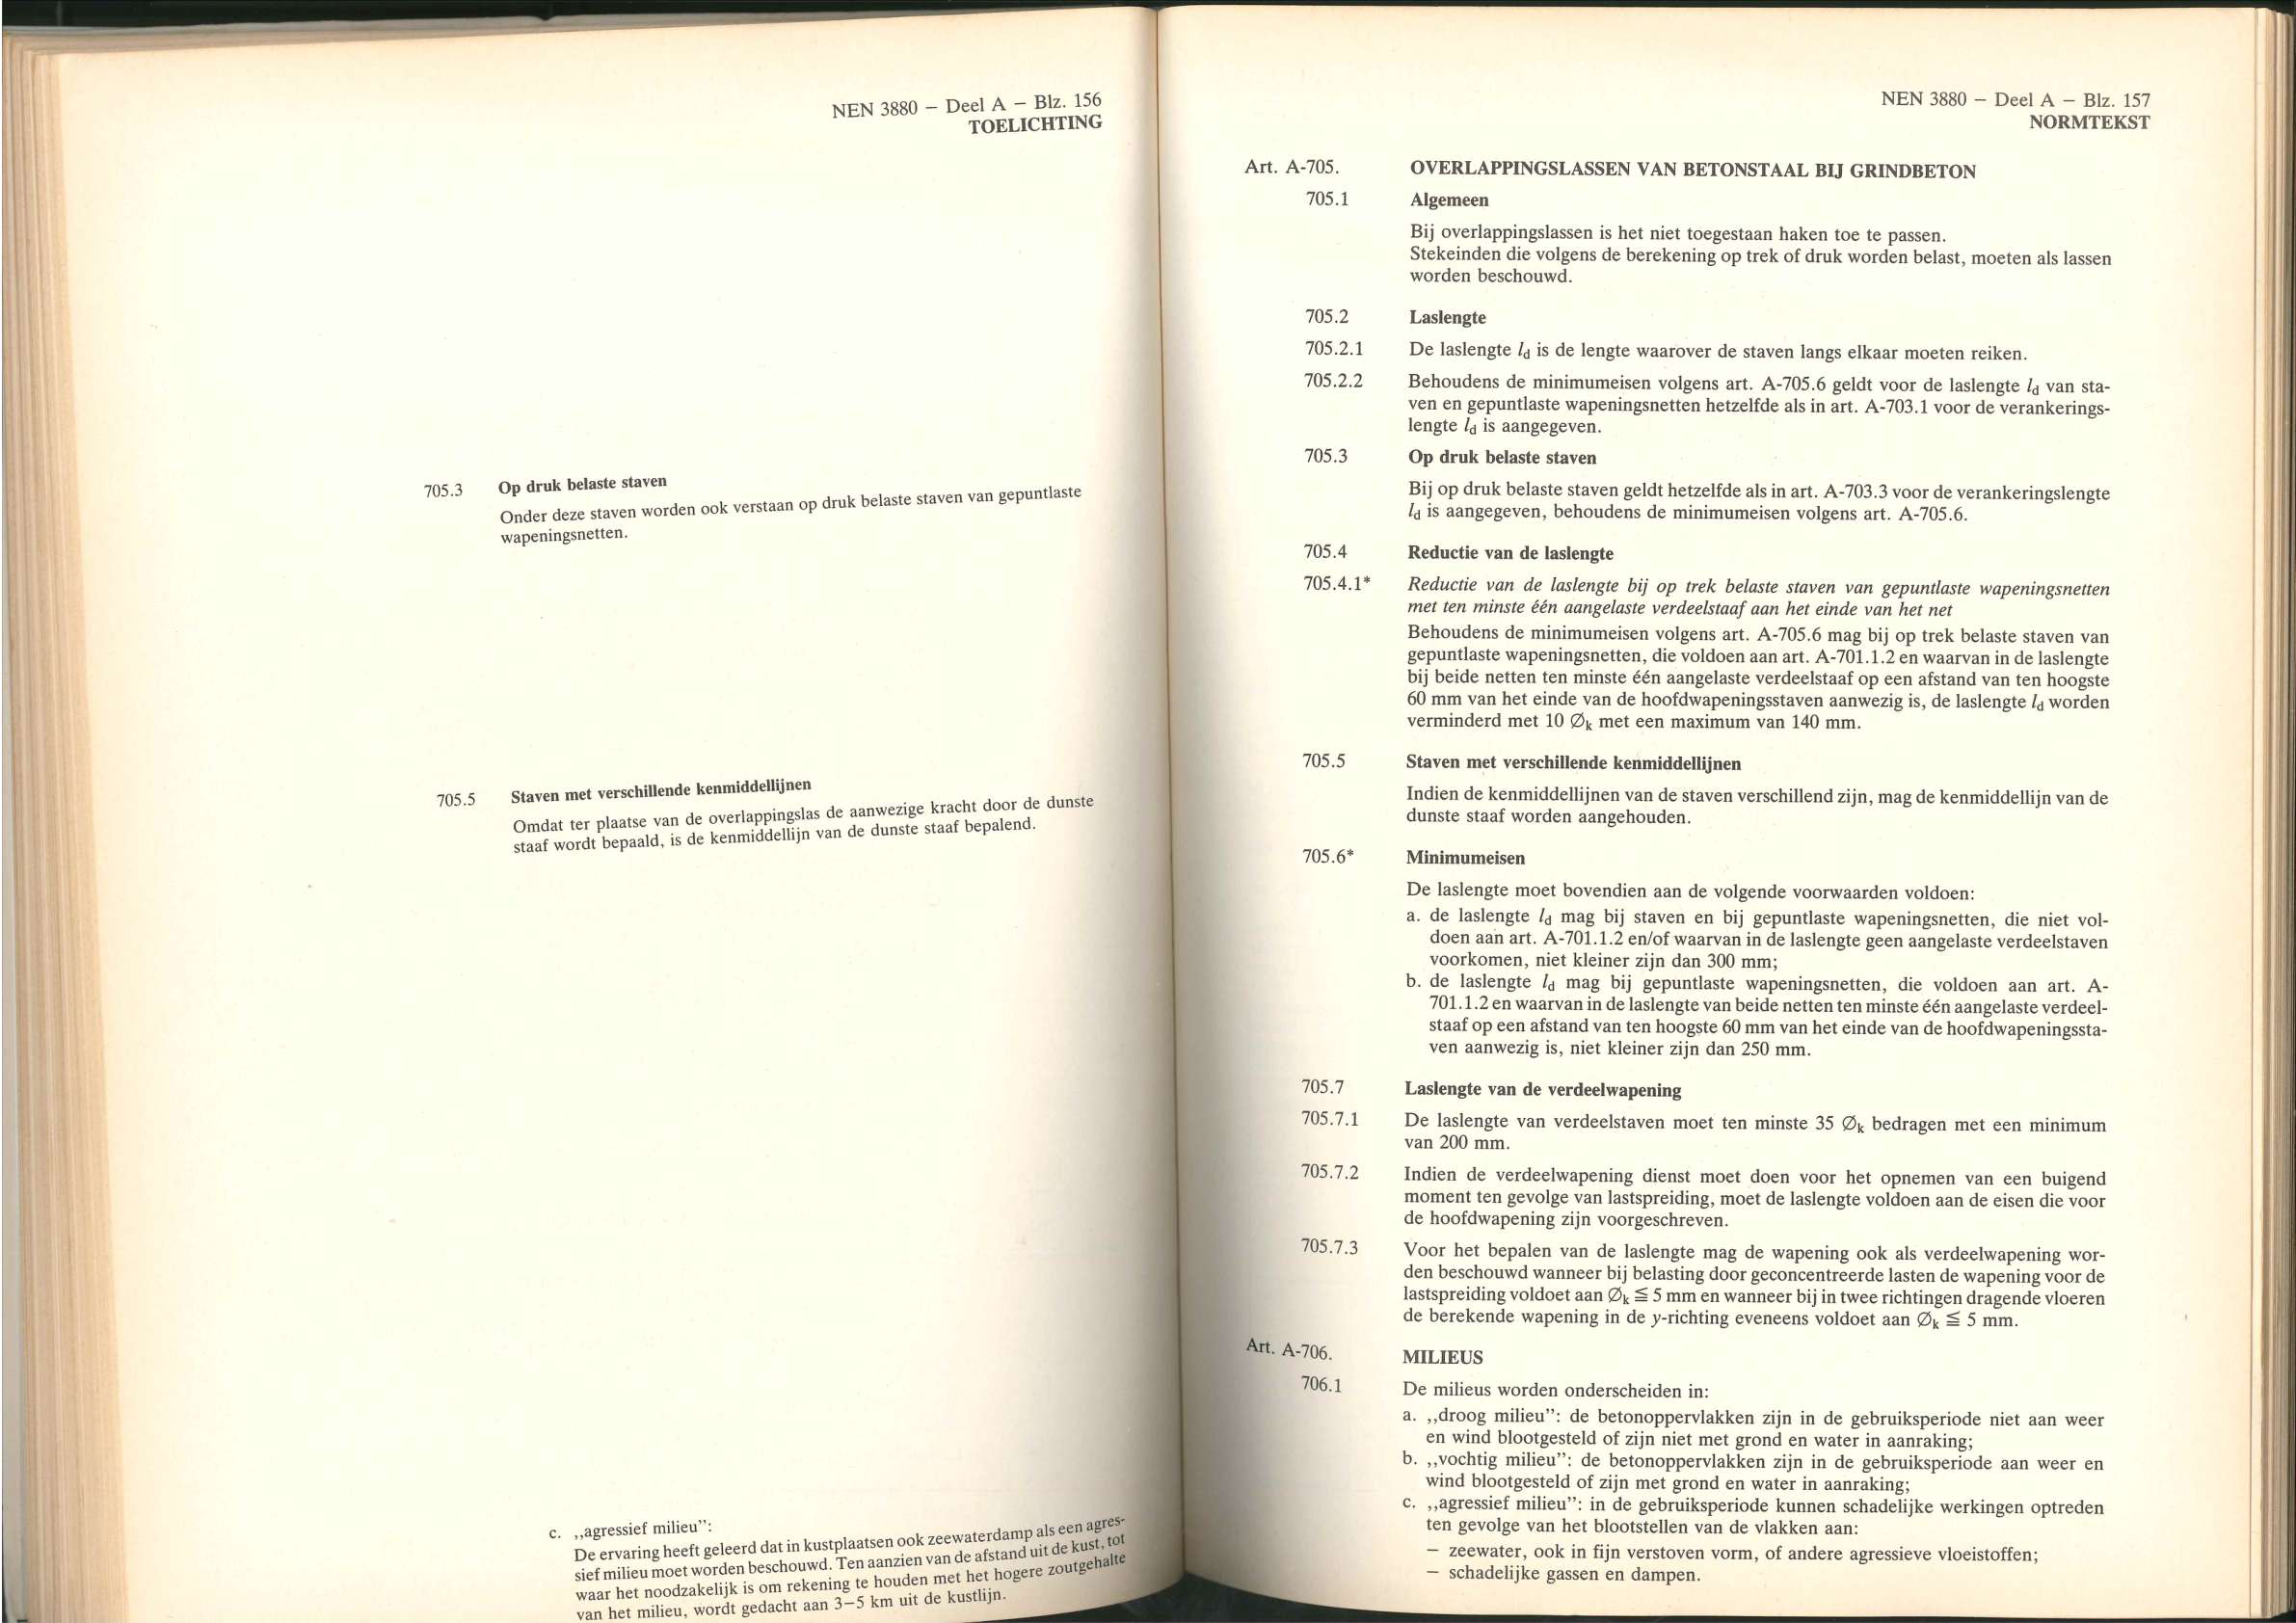 NEN 3880 — Deel A — Blz. 156
TOELICHTING
705.3 Op druk belaste staven
Onder deze staven worden ook verstaan op druk belaste staven van gepuntlaste
wapeningsnetten.
705.5 Staven met verschillende kenmiddellijnen
Omdat ter plaatse van de overlappingslas de aanwezige kracht door de dunste
staaf wordt bepaald, is de kenmiddellijn van de dunste staaf bepalend.
c. ,,agressief milieu”:
De ervaring heeft geleerd dat in kustplaatsen ook zeewaterdamp als een agres-
sief milieu moet worden beschouwd. Ten aanzien van de afstand uit de kust, tot
waar het noodzakelijk is om rekening te houden met het hogere zoutgehalte
van het milieu, wordt gedacht aan 3—5 km uit de kustlijn.
NEN 3880 — Deel A — Blz. 157
NORMTEKST
Art. A-705. OVERLAPPINGSLASSEN VAN BETONSTAAL BIJ GRINDBETON
705.1 Algemeen
Bij overlappingslassen is het niet toegestaan haken toe te passen.
Stekeinden die volgens de berekening op trek of druk worden belast, moeten als lassen
worden beschouwd.
705.2 Laslengte
705.2.1 De laslengte ld is de lengte waarover de staven langs elkaar moeten reiken.
705.2.2 Behoudens de minimumeisen volgens art. A-705.6 geldt voor de laslengte ld van sta-
ven en gepuntlaste wapeningsnetten hetzelfde als in art. A-703.1 voor de verankerings-
lengte ld is aangegeven.
705.3 Op druk belaste staven
Bij op druk belaste staven geldt hetzelfde als in art. A-703.3 voor de verankeringslengte
ld is aangegeven, behoudens de minimumeisen volgens art. A-705.6.
705.4 Reductie van de laslengte
705.4.1* Reductie van de laslengte bij op trek belaste staven van gepuntlaste wapeningsnetten
met ten minste één aangelaste verdeelstaaf aan het einde van het net
Behoudens de minimumeisen volgens art. A-705.6 mag bij op trek belaste staven van
gepuntlaste wapeningsnetten, die voldoen aan art. A-701.1.2 en waarvan in de laslengte
bij beide netten ten minste één aangelaste verdeelstaaf op een afstand van ten hoogste
60 mm van het einde van de hoofdwapeningsstaven aanwezig is, de laslengte ld worden
verminderd met 10 Øk met een maximum van 140 mm.
705.5 Staven met verschillende kenmiddellijnen
Indien de kenmiddellijnen van de staven verschillend zijn, mag de kenmiddellijn van de
dunste staaf worden aangehouden.
705.6* Minimumeisen
De laslengte moet bovendien aan de volgende voorwaarden voldoen:
a. de laslengte ld mag bij staven en bij gepuntlaste wapeningsnetten, die niet vol-
doen aan art. A-701.1.2 en/of waarvan in de laslengte geen aangelaste verdeelstaven
voorkomen, niet kleiner zijn dan 300 mm;
b. de laslengte ld mag bij gepuntlaste wapeningsnetten, die voldoen aan art. A-
701.1.2 en waarvan in de laslengte van beide netten ten minste één aangelaste verdeel-
staaf op een afstand van ten hoogste 60 mm van het einde van de hoofdwapeningssta-
ven aanwezig is, niet kleiner zijn dan 250 mm.
705.7 Laslengte van de verdeelwapening
705.7.1 De laslengte van verdeelstaven moet ten minste 35 Øk bedragen met een minimum
van 200 mm.
705.7.2 Indien de verdeelwapening dienst moet doen voor het opnemen van een buigend
moment ten gevolge van lastspreiding, moet de laslengte voldoen aan de eisen die voor
de hoofdwapening zijn voorgeschreven.
705.7.3 Voor het bepalen van de laslengte mag de wapening ook als verdeelwapening wor-
den beschouwd wanneer bij belasting door geconcentreerde lasten de wapening voor de
lastspreiding voldoet aan Øk ≦ 5 mm en wanneer bij in twee richtingen dragende vloeren
de berekende wapening in de y-richting eveneens voldoet aan Øk ≦ 5 mm.
Art. A-706. MILIEUS
706.1 De milieus worden onderscheiden in:
a. ,,droog milieu”: de betonoppervlakken zijn in de gebruiksperiode niet aan weer
en wind blootgesteld of zijn niet met grond en water in aanraking;
b. ,,vochtig milieu”: de betonoppervlakken zijn in de gebruiksperiode aan weer en
wind blootgesteld of zijn met grond en water in aanraking;
c. ,,agressief milieu”: in de gebruiksperiode kunnen schadelijke werkingen optreden
ten gevolge van het blootstellen van de vlakken aan:
— zeewater, ook in fijn verstoven vorm, of andere agressieve vloeistoffen;
— schadelijke gassen en dampen.